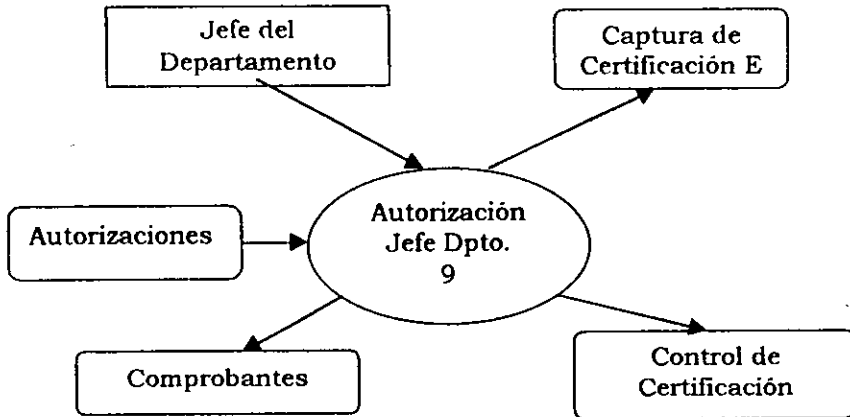 Jefe del
Departamento
Captura de
Certificación E
Autorizaciones
Autorización
Jefe Dpto.
9
Comprobantes
Control de
Certificación